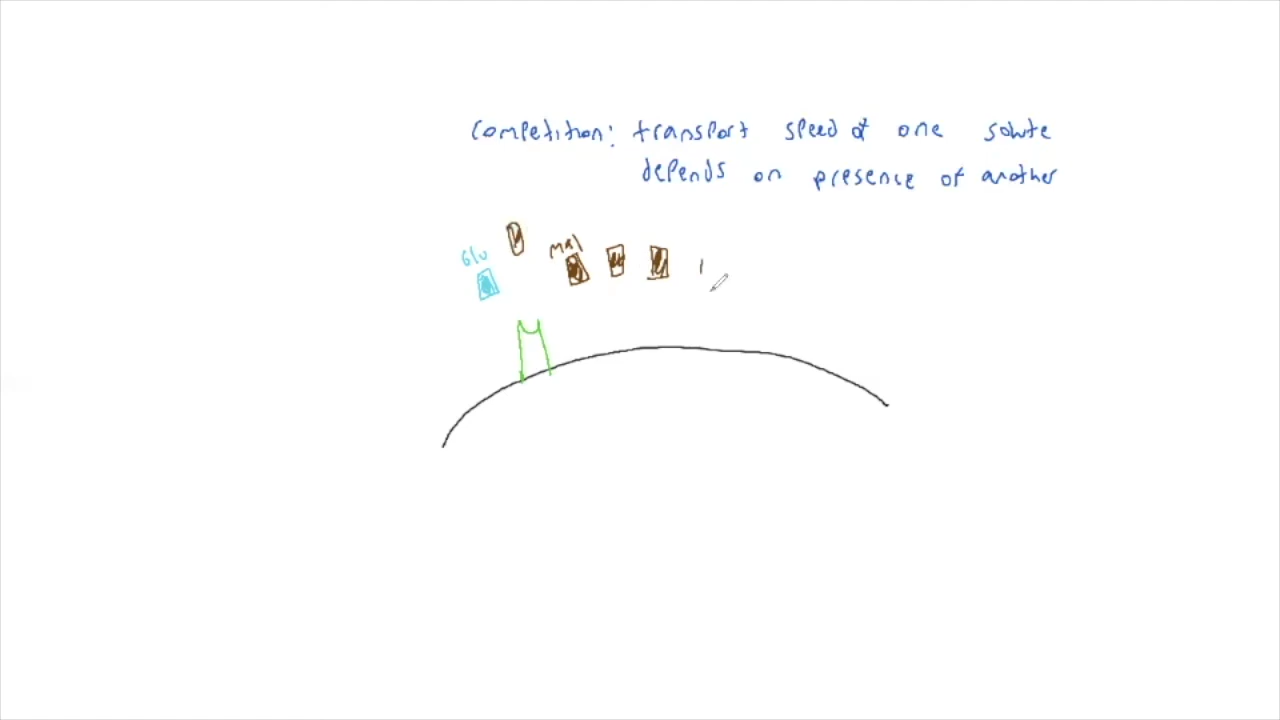 competition: transport speed of one solute
depends on presence of another
Glu
Mal